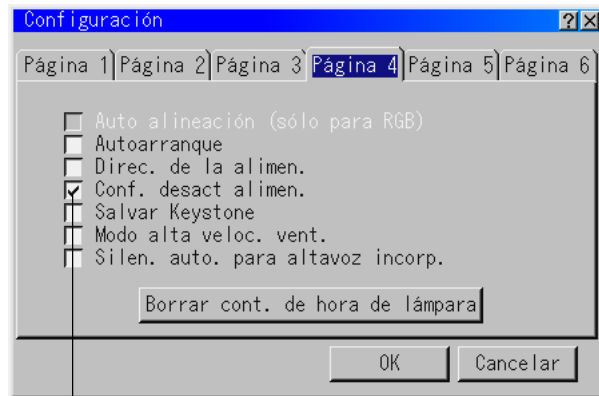 Configuración ? X
Página 1 Página 2 Página 3 Página 4 Página 5 Página 6
Auto alineación (sólo para RGB)
Autoarranque
Direc. de la alimen.
Conf. desact alimen.
Salvar Keystone
Modo alta veloc. vent.
Silen. auto. para altavoz incorp.
Borrar cont. de hora de lámpara
OK Cancelar